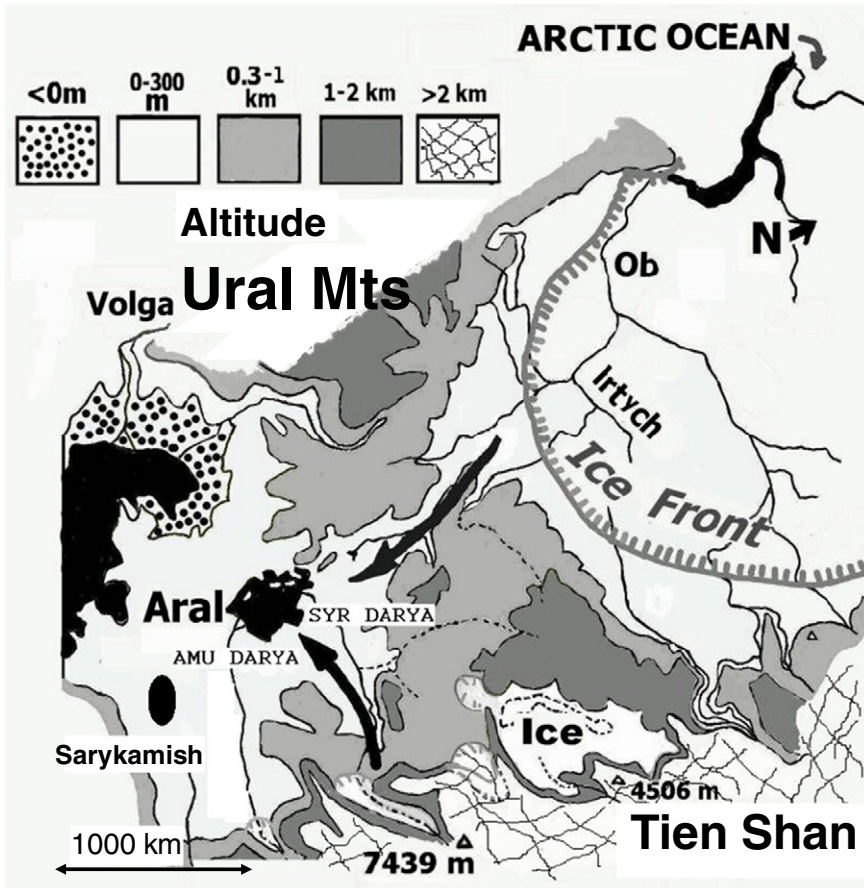 ARCTIC OCEAN
<0m
0-300
m
0.3-1
km
1-2 km
>2 km
Altitude
N
Ob
Ural Mts
Volga
Irtych
Ice Front
Aral
SYR DARYA
AMU DARYA
Sarykamish
Ice
4506 m
1000 km
Tien Shan
7439 m